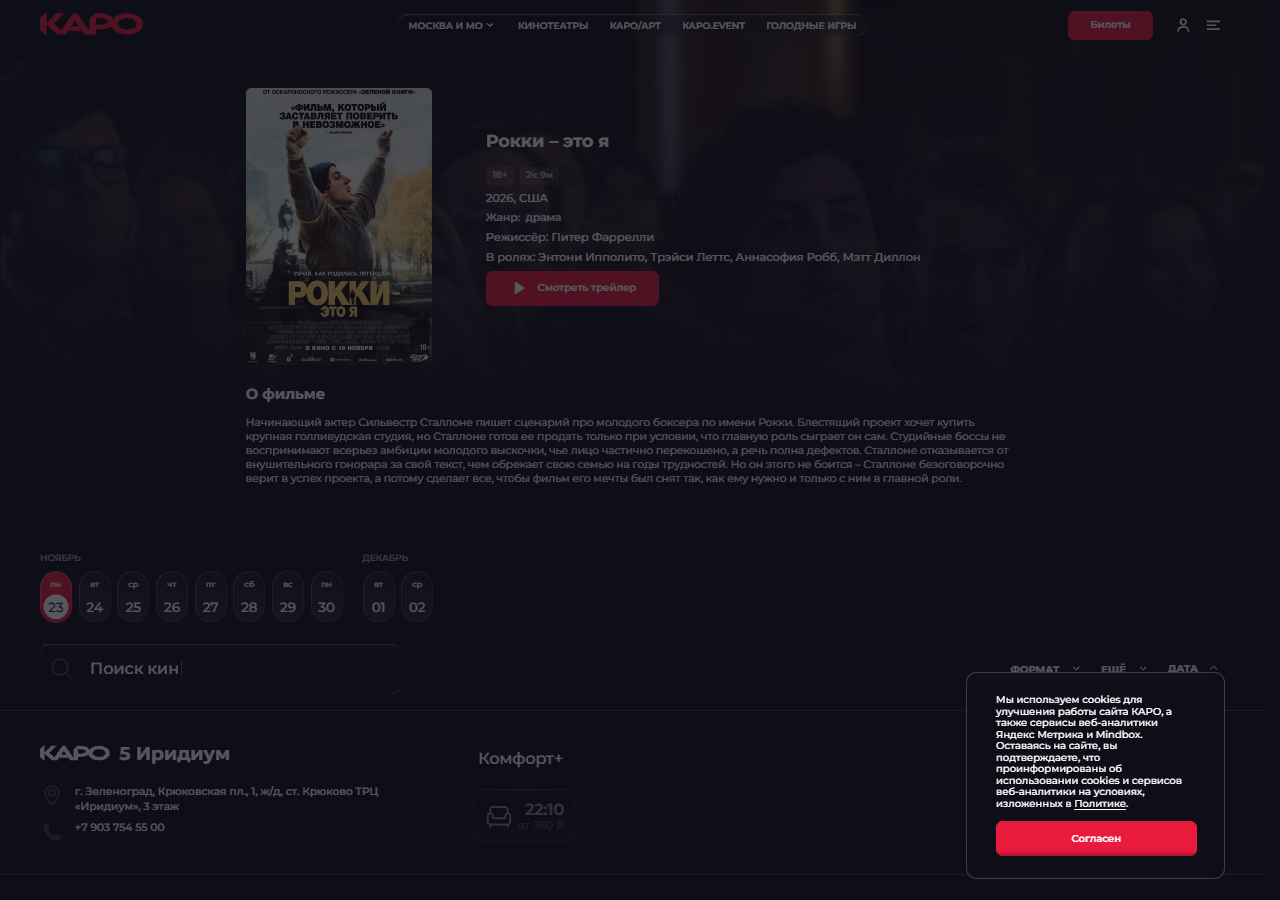 КАРО
МОСКВА И МО
КИНОТЕАТРЫ
КАРО/АРТ
КАРО.EVENT
ГОЛОДНЫЕ ИГРЫ
Билеты
ОТ ОСКАРОНОСНОГО РЕЖИССЕРА «ЗЕЛЕНОЙ КНИГИ»
«ФИЛЬМ, КОТОРЫЙ
ЗАСТАВЛЯЕТ ПОВЕРИТЬ
В НЕВОЗМОЖНОЕ»
УЗНАЙ, КАК РОДИЛАСЬ ЛЕГЕНДА
РОККИ
ЭТО Я
В КИНО С 19 НОЯБРЯ
18+
Рокки – это я
18+
2ч 9м
2026, США
Жанр: драма
Режиссёр: Питер Фаррелли
В ролях: Энтони Ипполито, Трэйси Леттс, Аннасофия Робб, Мэтт Диллон
Смотреть трейлер
О фильме
Начинающий актер Сильвестр Сталлоне пишет сценарий про молодого боксера по имени Рокки. Блестящий проект хочет купить
крупная голливудская студия, но Сталлоне готов ее продать только при условии, что главную роль сыграет он сам. Студийные боссы не
воспринимают всерьез амбиции молодого выскочки, чье лицо частично перекошено, а речь полна дефектов. Сталлоне отказывается от
внушительного гонорара за свой текст, чем обрекает свою семью на годы трудностей. Но он этого не боится – Сталлоне безоговорочно
верит в успех проекта, а потому сделает все, чтобы фильм его мечты был снят так, как ему нужно и только с ним в главной роли.
НОЯБРЬ
ДЕКАБРЬ
пн вт ср чт пт сб вс пн вт ср
23 24 25 26 27 28 29 30 01 02
Поиск кин
ФОРМАТ
ЕЩЁ
ДАТА
КАРО 5 Иридиум
г. Зеленоград, Крюковская пл., 1, ж/д, ст. Крюково ТРЦ
«Иридиум», 3 этаж
+7 903 754 55 00
Комфорт+
22:10
от 360 ₽
Мы используем cookies для
улучшения работы сайта КАРО, а
также сервисы веб-аналитики
Яндекс Метрика и Mindbox.
Оставаясь на сайте, вы
подтверждаете, что
проинформированы об
использовании cookies и сервисов
веб-аналитики на условиях,
изложенных в Политике.
Согласен